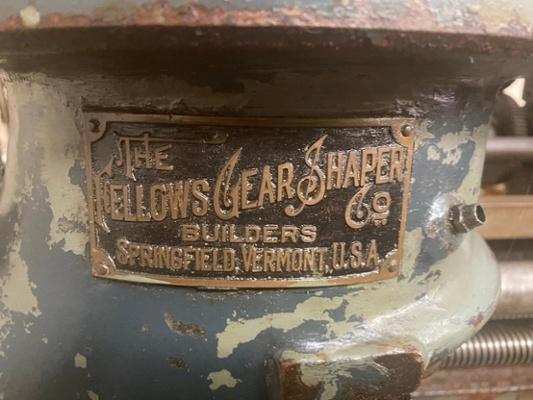 THE
FELLOWS GEAR SHAPER
CO.
BUILDERS
SPRINGFIELD, VERMONT, U.S.A.